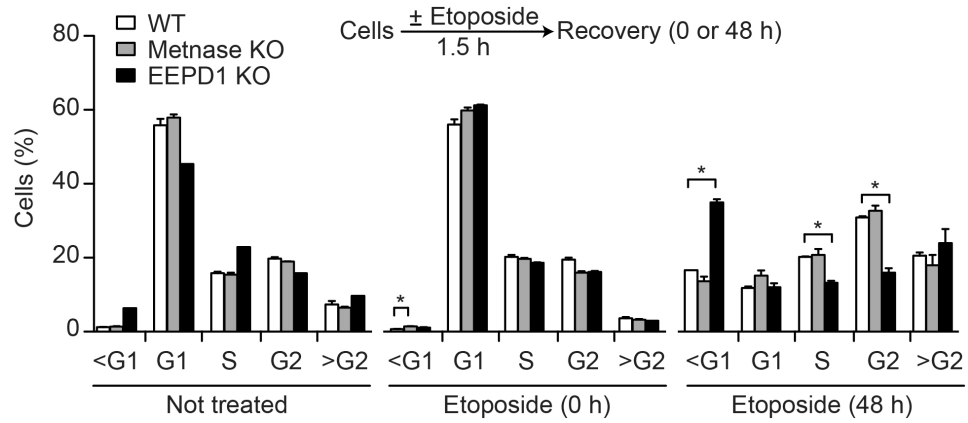 WT
Metnase KO
EEPD1 KO
Cells ± Etoposide Recovery (0 or 48 h)
1.5 h
Cells (%)
80
60
40
20
0
*
*
*
*
<G1 G1 S G2 >G2 <G1 G1 S G2 >G2 <G1 G1 S G2 >G2
Not treated Etoposide (0 h) Etoposide (48 h)